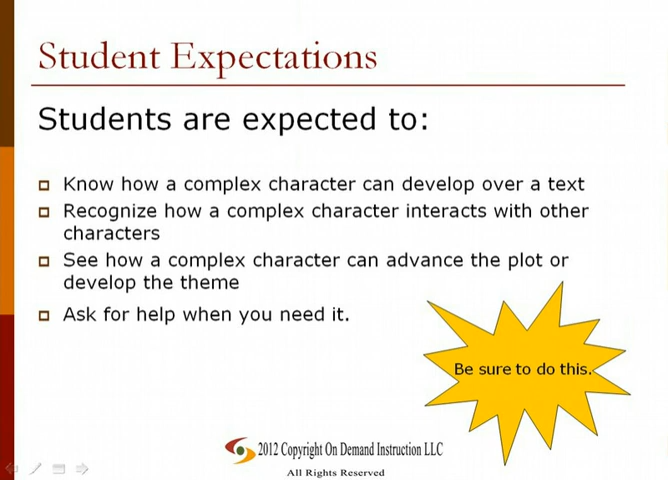 Student Expectations
Students are expected to:
Know how a complex character can develop over a text
Recognize how a complex character interacts with other
characters
See how a complex character can advance the plot or
develop the theme
Ask for help when you need it.
Be sure to do this.
2012 Copyright On Demand Instruction LLC
All Rights Reserved